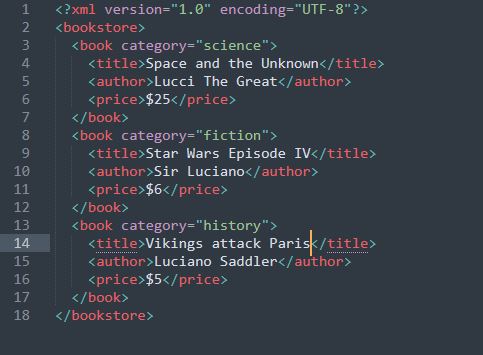 1 <?xml version="1.0" encoding="UTF-8"?>
2 <bookstore>
3 <book category="science">
4 <title>Space and the Unknown</title>
5 <author>Lucci The Great</author>
6 <price>$25</price>
7 </book>
8 <book category="fiction">
9 <title>Star Wars Episode IV</title>
10 <author>Sir Luciano</author>
11 <price>$6</price>
12 </book>
13 <book category="history">
14 <title>Vikings attack Paris</title>
15 <author>Luciano Saddler</author>
16 <price>$5</price>
17 </book>
18 </bookstore>